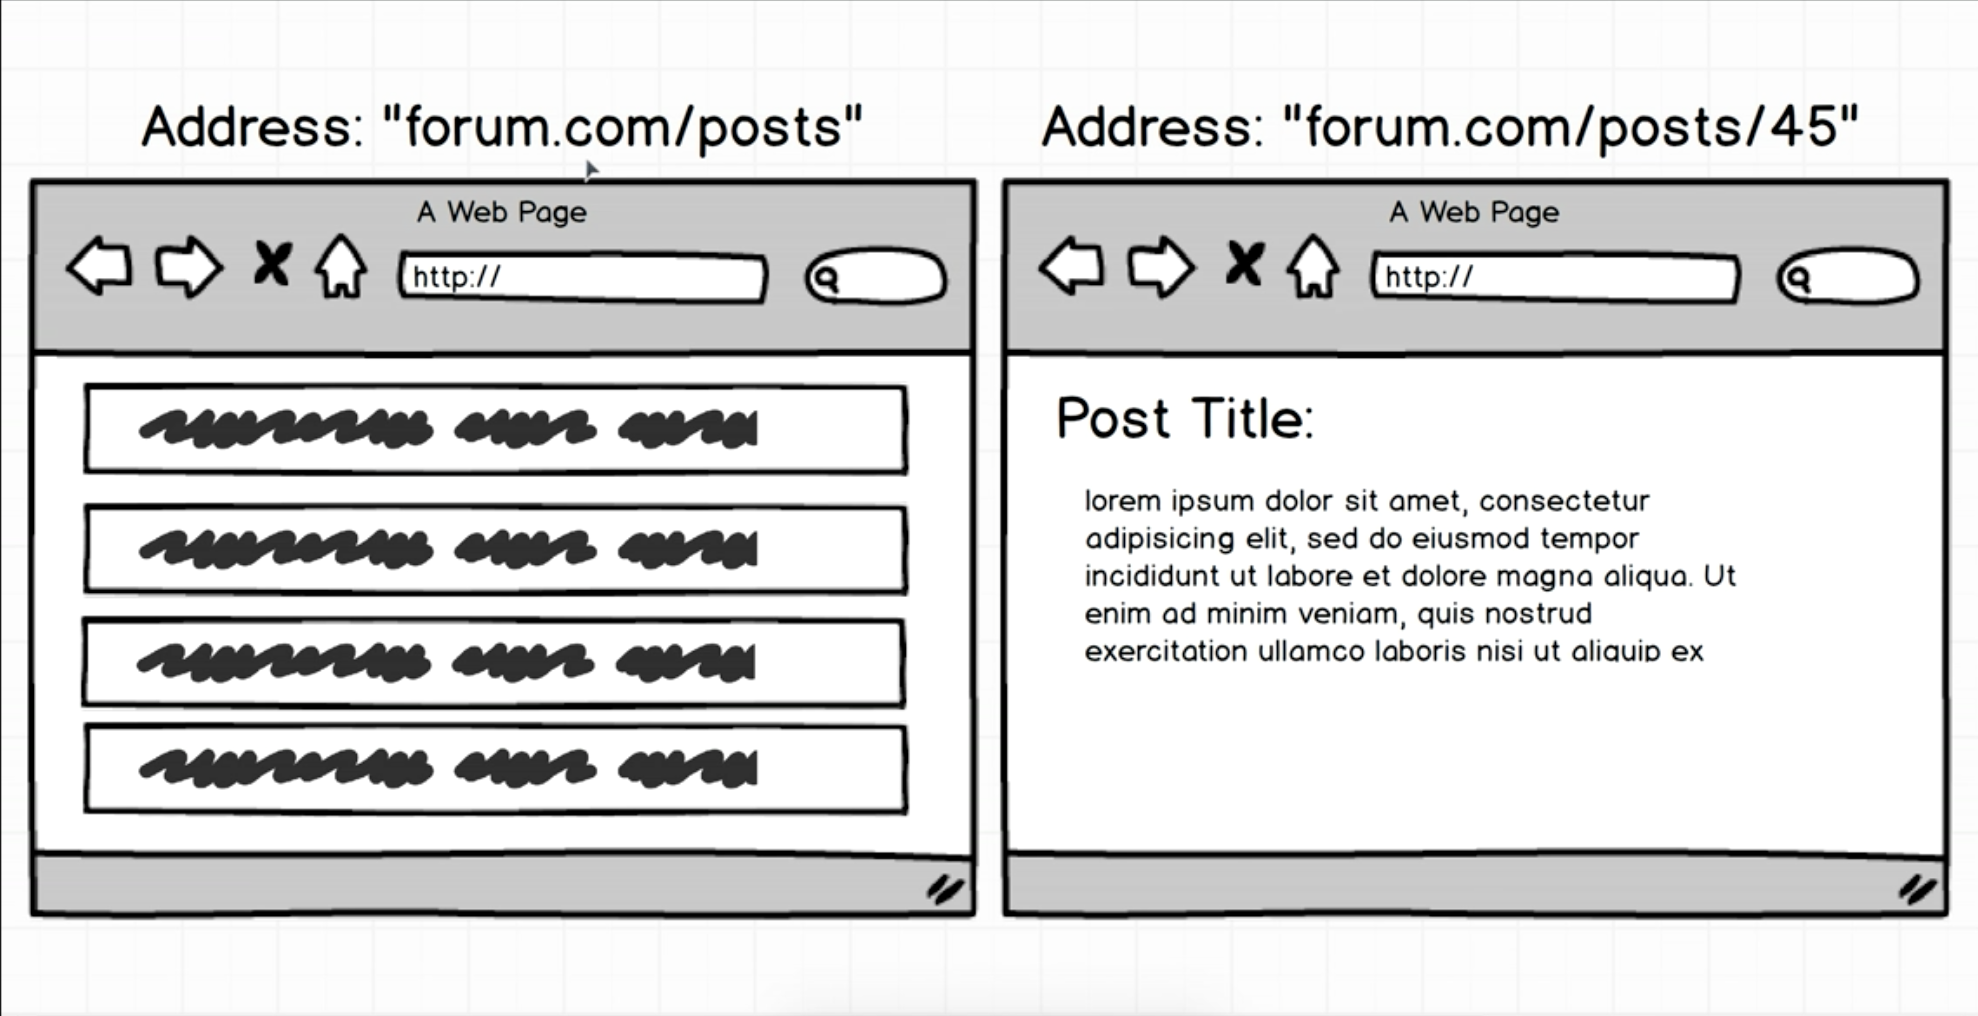 Address: "forum.com/posts"
A Web Page
http://
Address: "forum.com/posts/45"
A Web Page
http://
Post Title:
lorem ipsum dolor sit amet, consectetur
adipisicing elit, sed do eiusmod tempor
incididunt ut labore et dolore magna aliqua. Ut
enim ad minim veniam, quis nostrud
exercitation ullamco laboris nisi ut aliquip ex